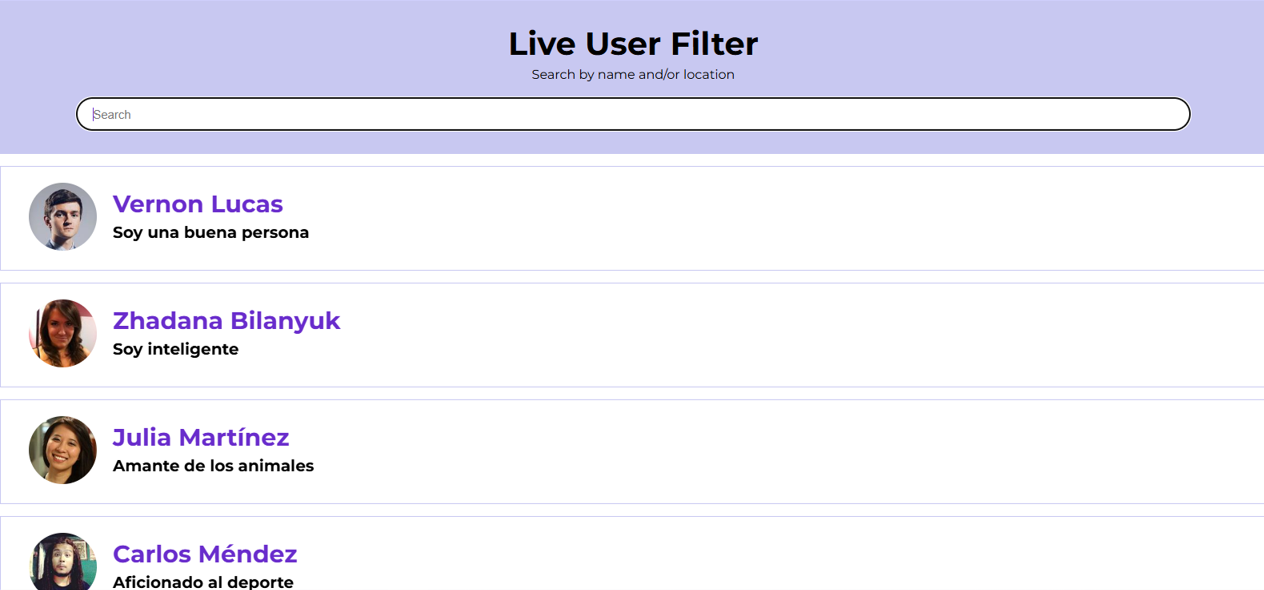 Live User Filter
Search by name and/or location
Search
Vernon Lucas
Soy una buena persona
Zhadana Bilanyuk
Soy inteligente
Julia Martínez
Amante de los animales
Carlos Méndez
Aficionado al deporte